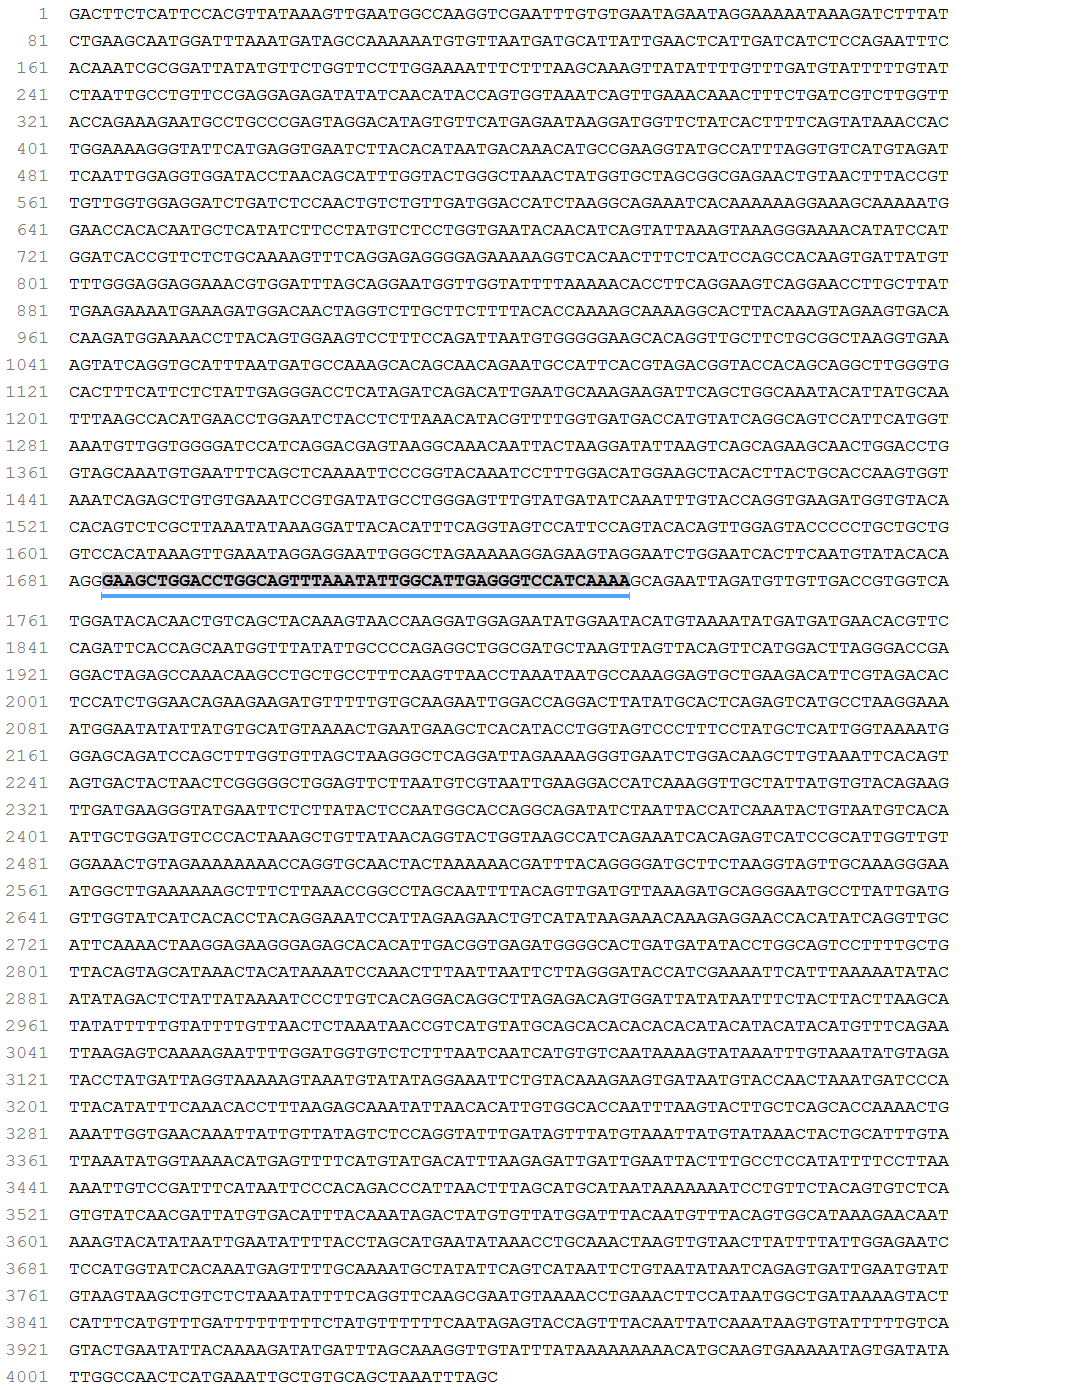 1 GACTTCTCATTCCACGTTATAAAGTTGAATGGCCAAGGTCGAATTTGTGTGAATAGAATAGGAAAAATAAAGATCTTTAT
81 CTGAAGCAATGGATTTAAATGATAGCCAAAAAATGTGTTAATGATGCATTATTGAACTCATTGATCATCTCCAGAATTTC
161 ACAAATCGCGGATTATATGTTCTGGTTCCTTGGAAAATTTCTTTAAGCAAAGTTATATTTTGTTTGATGTATTTTTGTAT
241 CTAATTGCCTGTTCCGAGGAGAGATATATCAACATACCAGTGGTAAATCAGTTGAAACAAACTTTCTGATCGTCTTGGTT
321 ACCAGAAAGAATGCCTGCCCGAGTAGGACATAGTGTTCATGAGAATAAGGATGGTTCTATCACTTTTCAGTATAAACCAC
401 TGGAAAAGGGTATTCATGAGGTGAATCTTACACATAATGACAAACATGCCGAAGGTATGCCATTTAGGTGTCATGTAGAT
481 TCAATTGGAGGTGGATACCTAACAGCATTTGGTACTGGGCTAAACTATGGTGCTAGCGGCGAGAACTGTAACTTTACCGT
561 TGTTGGTGGAGGATCTGATCTCCAACTGTCTGTTGATGGACCATCTAAGGCAGAAATCACAAAAAAGGAAAGCAAAAATG
641 GAACCACACAATGCTCATATCTTCCTATGTCTCCTGGTGAATACAACATCAGTATTAAAGTAAAGGGAAAACATATCCAT
721 GGATCACCGTTCTCTGCAAAAGTTTCAGGAGAGGGGAGAAAAAGGTCACAACTTTCTCATCCAGCCACAAGTGATTATGT
801 TTTGGGAGGAGGAAACGTGGATTTAGCAGGAATGGTTGGTATTTTAAAAACACCTTCAGGAAGTCAGGAACCTTGCTTAT
881 TGAAGAAAATGAAAGATGGACAACTAGGTCTTGCTTCTTTTACACCAAAAGCAAAAGGCACTTACAAAGTAGAAGTGACA
961 CAAGATGGAAAACCTTACAGTGGAAGTCCTTTCCAGATTAATGTGGGGGAAGCACAGGTTGCTTCTGCGGCTAAGGTGAA
1041 AGTATCAGGTGCATTTAATGATGCCAAAGCACAGCAACAGAATGCCATTCACGTAGACGGTACCACAGCAGGCTTGGGTG
1121 CACTTTCATTCTCTATTGAGGGACCTCATAGATCAGACATTGAATGCAAAGAAGATTCAGCTGGCAAATACATTATGCAA
1201 TTTAAGCCACATGAACCTGGAATCTACCTCTTAAACATACGTTTTGGTGATGACCATGTATCAGGCAGTCCATTCATGGT
1281 AAATGTTGGTGGGGATCCATCAGGACGAGTAAGGCAAACAATTACTAAGGATATTAAGTCAGCAGAAGCAACTGGACCTG
1361 GTAGCAAATGTGAATTTCAGCTCAAAATTCCCGGTACAAATCCTTTGGACATGGAAGCTACACTTACTGCACCAAGTGGT
1441 AAATCAGAGCTGTGTGAAATCCGTGATATGCCTGGGAGTTTGTATGATATCAAATTTGTACCAGGTGAAGATGGTGTACA
1521 CACAGTCTCGCTTAAATATAAAGGATTACACATTTCAGGTAGTCCATTCCAGTACACAGTTGGAGTACCCCCTGCTGCTG
1601 GTCCACATAAAGTTGAAATAGGAGGAATTGGGCTAGAAAAAGGAGAAGTAGGAATCTGGAATCACTTCAATGTATACACA
1681 AGGGAAGCTGGACCTGGCAGTTTAAATATTGGCATTGAGGGTCCATCAAAAGCAGAATTAGATGTTGTTGACCGTGGTCA
1761 TGGATACACAACTGTCAGCTACAAAGTAACCAAGGATGGAGAATATGGAATACATGTAAAATATGATGATGAACACGTTC
1841 CAGATTCACCAGCAATGGTTTATATTGCCCCAGAGGCTGGCGATGCTAAGTTAGTTACAGTTCATGGACTTAGGGACCGA
1921 GGACTAGAGCCAAACAAGCCTGCTGCCTTTCAAGTTAACCTAAATAATGCCAAAGGAGTGCTGAAGACATTCGTAGACAC
2001 TCCATCTGGAACAGAAGAAGATGTTTTTGTGCAAGAATTGGACCAGGACTTATATGCACTCAGAGTCATGCCTAAGGAAA
2081 ATGGAATATATTATGTGCATGTAAAACTGAATGAAGCTCACATACCTGGTAGTCCCTTTCCTATGCTCATTGGTAAAATG
2161 GGAGCAGATCCAGCTTTGGTGTTAGCTAAGGGCTCAGGATTAGAAAAGGGTGAATCTGGACAAGCTTGTAAATTCACAGT
2241 AGTGACTACTAACTCGGGGGCTGGAGTTCTTAATGTCGTAATTGAAGGACCATCAAAGGTTGCTATTATGTGTACAGAAG
2321 TTGATGAAGGGTATGAATTCTCTTATACTCCAATGGCACCAGGCAGATATCTAATTACCATCAAATACTGTAATGTCACA
2401 ATTGCTGGATGTCCCACTAAAGCTGTTATAACAGGTACTGGTAAGCCATCAGAAATCACAGAGTCATCCGCATTGGTTGT
2481 GGAAACTGTAGAAAAAAAACCAGGTGCAACTACTAAAAAACGATTTACAGGGGATGCTTCTAAGGTAGTTGCAAAGGGAA
2561 ATGGCTTGAAAAAAGCTTTCTTAAACCGGCCTAGCAATTTTACAGTTGATGTTAAAGATGCAGGGAATGCCTTATTGATG
2641 GTTGGTATCATCACACCTACAGGAAATCCATTAGAAGAACTGTCATATAAGAAACAAAGAGGAACCACATATCAGGTTGC
2721 ATTCAAAACTAAGGAGAAGGGAGAGCACACATTGACGGTGAGATGGGGCACTGATGATATACCTGGCAGTCCTTTTGCTG
2801 TTACAGTAGCATAAACTACATAAAATCCAAACTTTAATTAATTCTTAGGGATACCATCGAAAATTCATTTAAAAATATAC
2881 ATATAGACTCTATTATAAAATCCCTTGTCACAGGACAGGCTTAGAGACAGTGGATTATATAATTTCTACTTACTTAAGCA
2961 TATATTTTTGTATTTTGTTAACTCTAAATAACCGTCATGTATGCAGCACACACACACATACATACATACATGTTTCAGAA
3041 TTAAGAGTCAAAAGAATTTTGGATGGTGTCTCTTTAATCAATCATGTGTCAATAAAAGTATAAATTTGTAAATATGTAGA
3121 TACCTATGATTAGGTAAAAAGTAAATGTATATAGGAAATTCTGTACAAAGAAGTGATAATGTACCAACTAAATGATCCCA
3201 TTACATATTTCAAACACCTTTAAGAGCAAATATTAACACATTGTGGCACCAATTTAAGTACTTGCTCAGCACCAAAACTG
3281 AAATTGGTGAACAAATTATTGTTATAGTCTCCAGGTATTTGATAGTTTATGTAAATTATGTATAAACTACTGCATTTGTA
3361 TTAAATATGGTAAAACATGAGTTTTCATGTATGACATTTAAGAGATTGATTGAATTACTTTGCCTCCATATTTTCCTTAA
3441 AAATTGTCCGATTTCATAATTCCCACAGACCCATTAACTTTAGCATGCATAATAAAAAAATCCTGTTCTACAGTGTCTCA
3521 GTGTATCAACGATTATGTGACATTTACAAATAGACTATGTGTTATGGATTTACAATGTTTACAGTGGCATAAAGAACAAT
3601 AAAGTACATATAATTGAATATTTTACCTAGCATGAATATAAACCTGCAAACTAAGTTGTAACTTATTTTATTGGAGAATC
3681 TCCATGGTATCACAAATGAGTTTTGCAAAATGCTATATTCAGTCATAATTCTGTAATATAATCAGAGTGATTGAATGTAT
3761 GTAAGTAAGCTGTCTCTAAATATTTTCAGGTTCAAGCGAATGTAAAACCTGAAACTTCCATAATGGCTGATAAAAGTACT
3841 CATTTCATGTTTGATTTTTTTTTCTATGTTTTTTCAATAGAGTACCAGTTTACAATTATCAAATAAGTGTATTTTTGTCA
3921 GTACTGAATATTACAAAAGATATGATTTAGCAAAGGTTGTATTTATAAAAAAAAACATGCAAGTGAAAAATAGTGATATA
4001 TTGGCCAACTCATGAAATTGCTGTGCAGCTAAATTTAGC